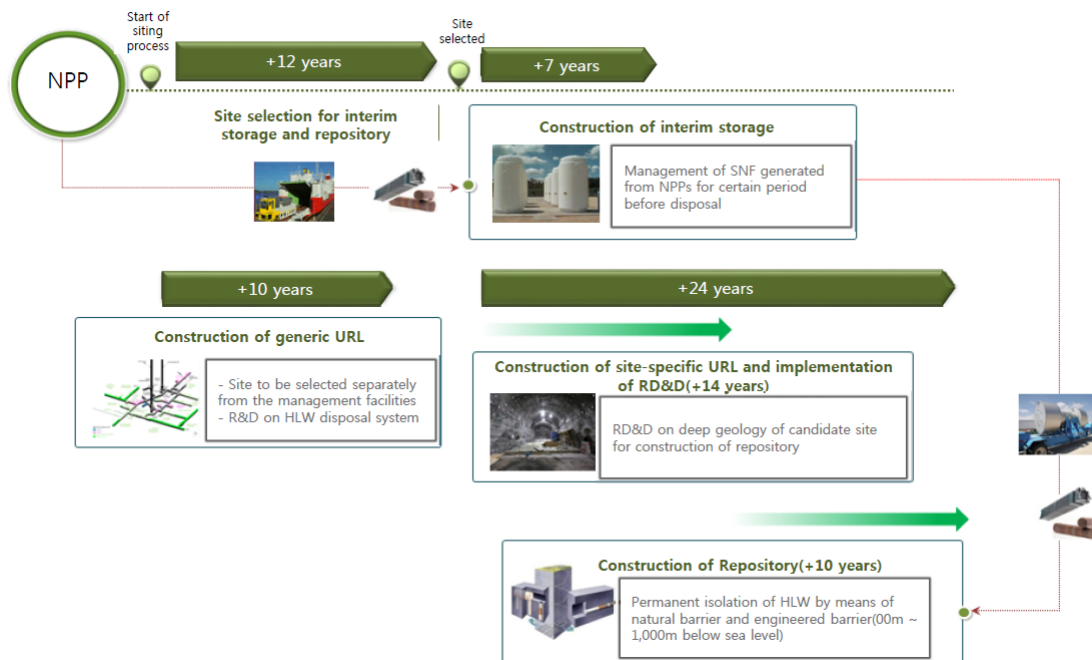 Start of
siting
process
NPP
+12 years
Site
selected
+7 years
Site selection for interim
storage and repository
Construction of interim storage
Management of SNF generated
from NPPs for certain period
before disposal
+10 years
+24 years
Construction of generic URL
- Site to be selected separately
from the management facilities
- R&D on HLW disposal system
Construction of site-specific URL and implementation
of RD&D(+14 years)
RD&D on deep geology of candidate site
for construction of repository
Construction of Repository(+10 years)
Permanent isolation of HLW by means of
natural barrier and engineered barrier(00m ~
1,000m below sea level)